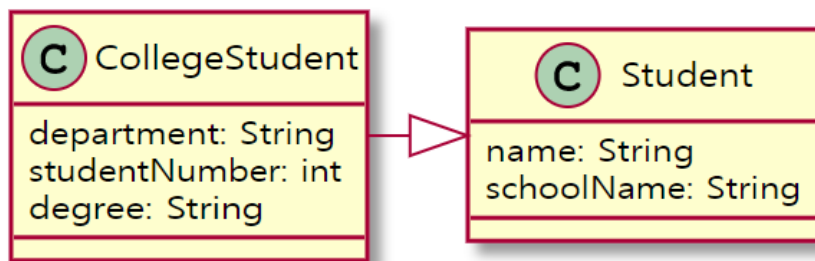 C CollegeStudent
department: String
studentNumber: int
degree: String
C Student
name: String
schoolName: String